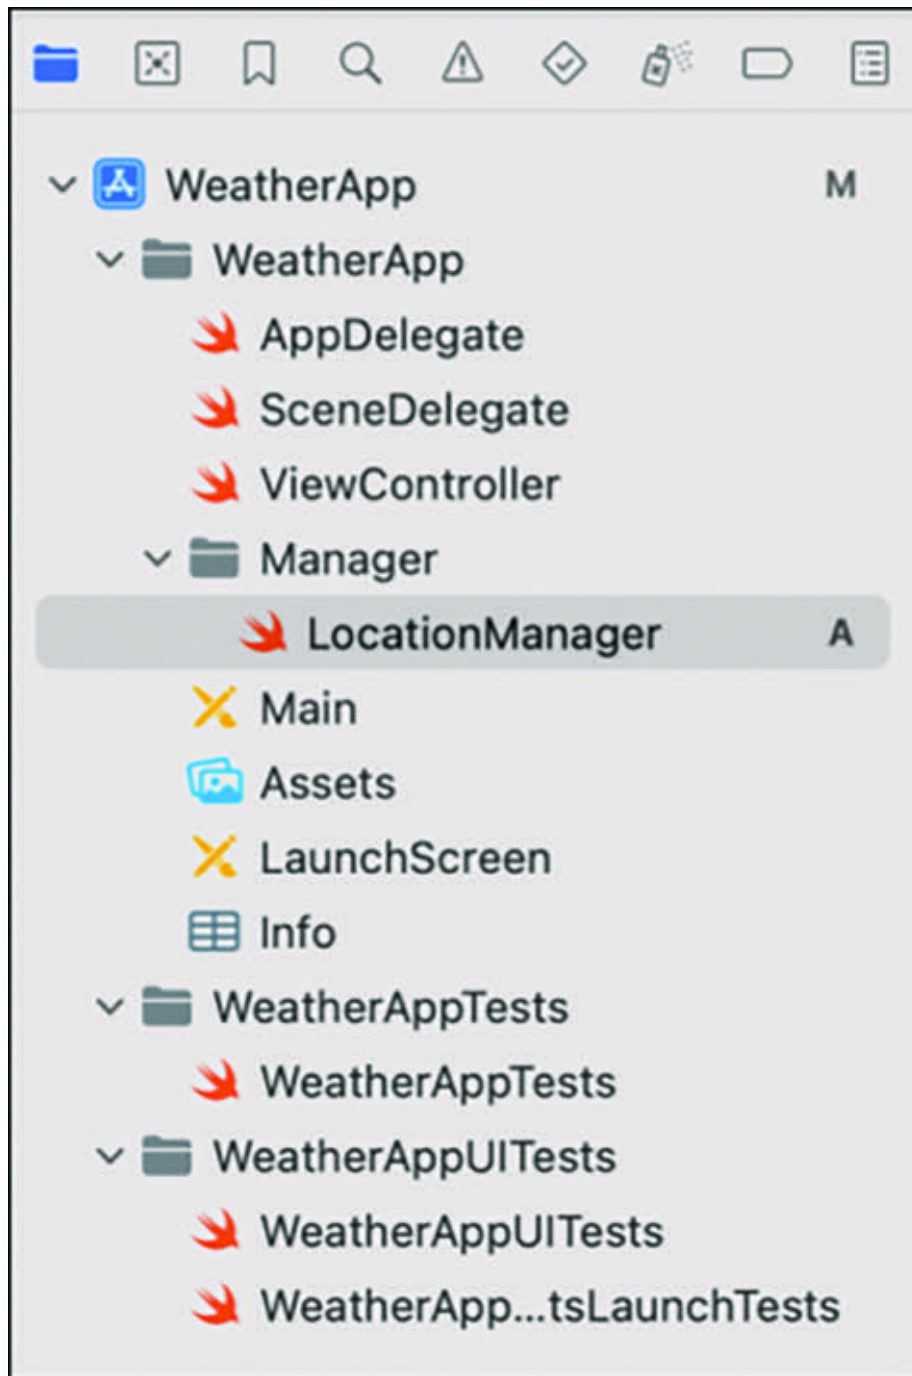 WeatherApp M
WeatherApp
AppDelegate
SceneDelegate
ViewController
Manager
LocationManager A
Main
Assets
LaunchScreen
Info
WeatherAppTests
WeatherAppTests
WeatherAppUITests
WeatherAppUITests
WeatherApp...tsLaunchTests